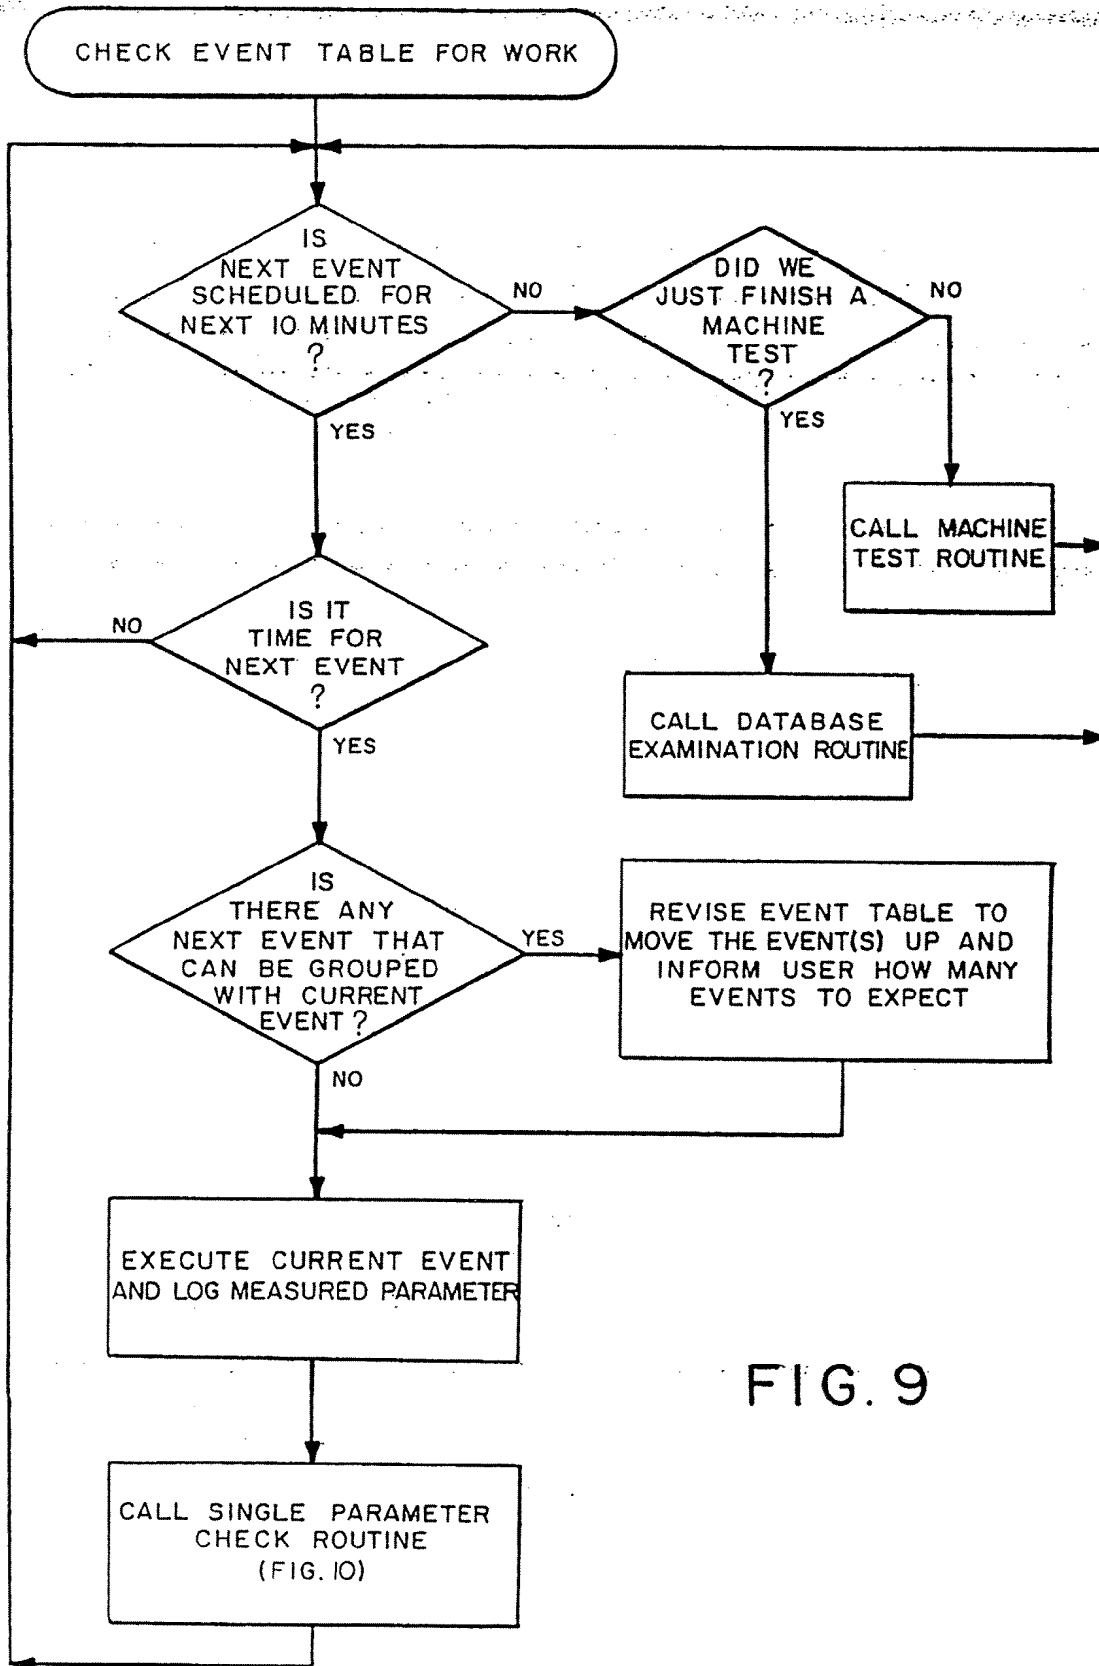 CHECK EVENT TABLE FOR WORK
IS
NEXT EVENT
SCHEDULED FOR
NEXT 10 MINUTES
?
NO
YES
DID WE
JUST FINISH A
MACHINE
TEST
?
NO
YES
CALL MACHINE
TEST ROUTINE
IS IT
TIME FOR
NEXT EVENT
?
NO
YES
CALL DATABASE
EXAMINATION ROUTINE
IS
THERE ANY
NEXT EVENT THAT
CAN BE GROUPED
WITH CURRENT
EVENT?
YES
NO
REVISE EVENT TABLE TO
MOVE THE EVENT(S) UP AND
INFORM USER HOW MANY
EVENTS TO EXPECT
EXECUTE CURRENT EVENT
AND LOG MEASURED PARAMETER
CALL SINGLE PARAMETER
CHECK ROUTINE
(FIG. 10)
FIG. 9